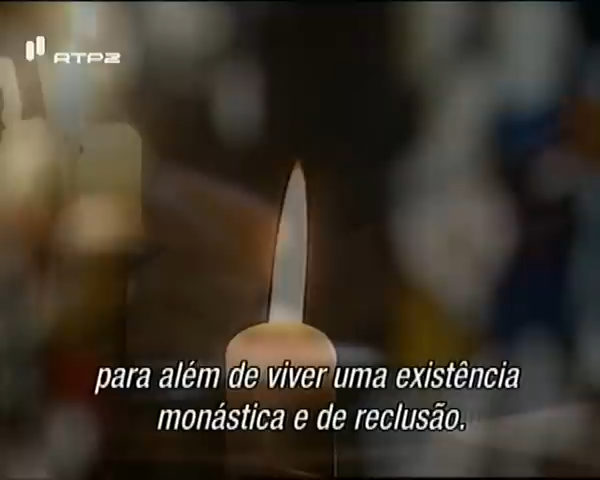 RTP2
para além de viver uma existência
monástica e de reclusão.